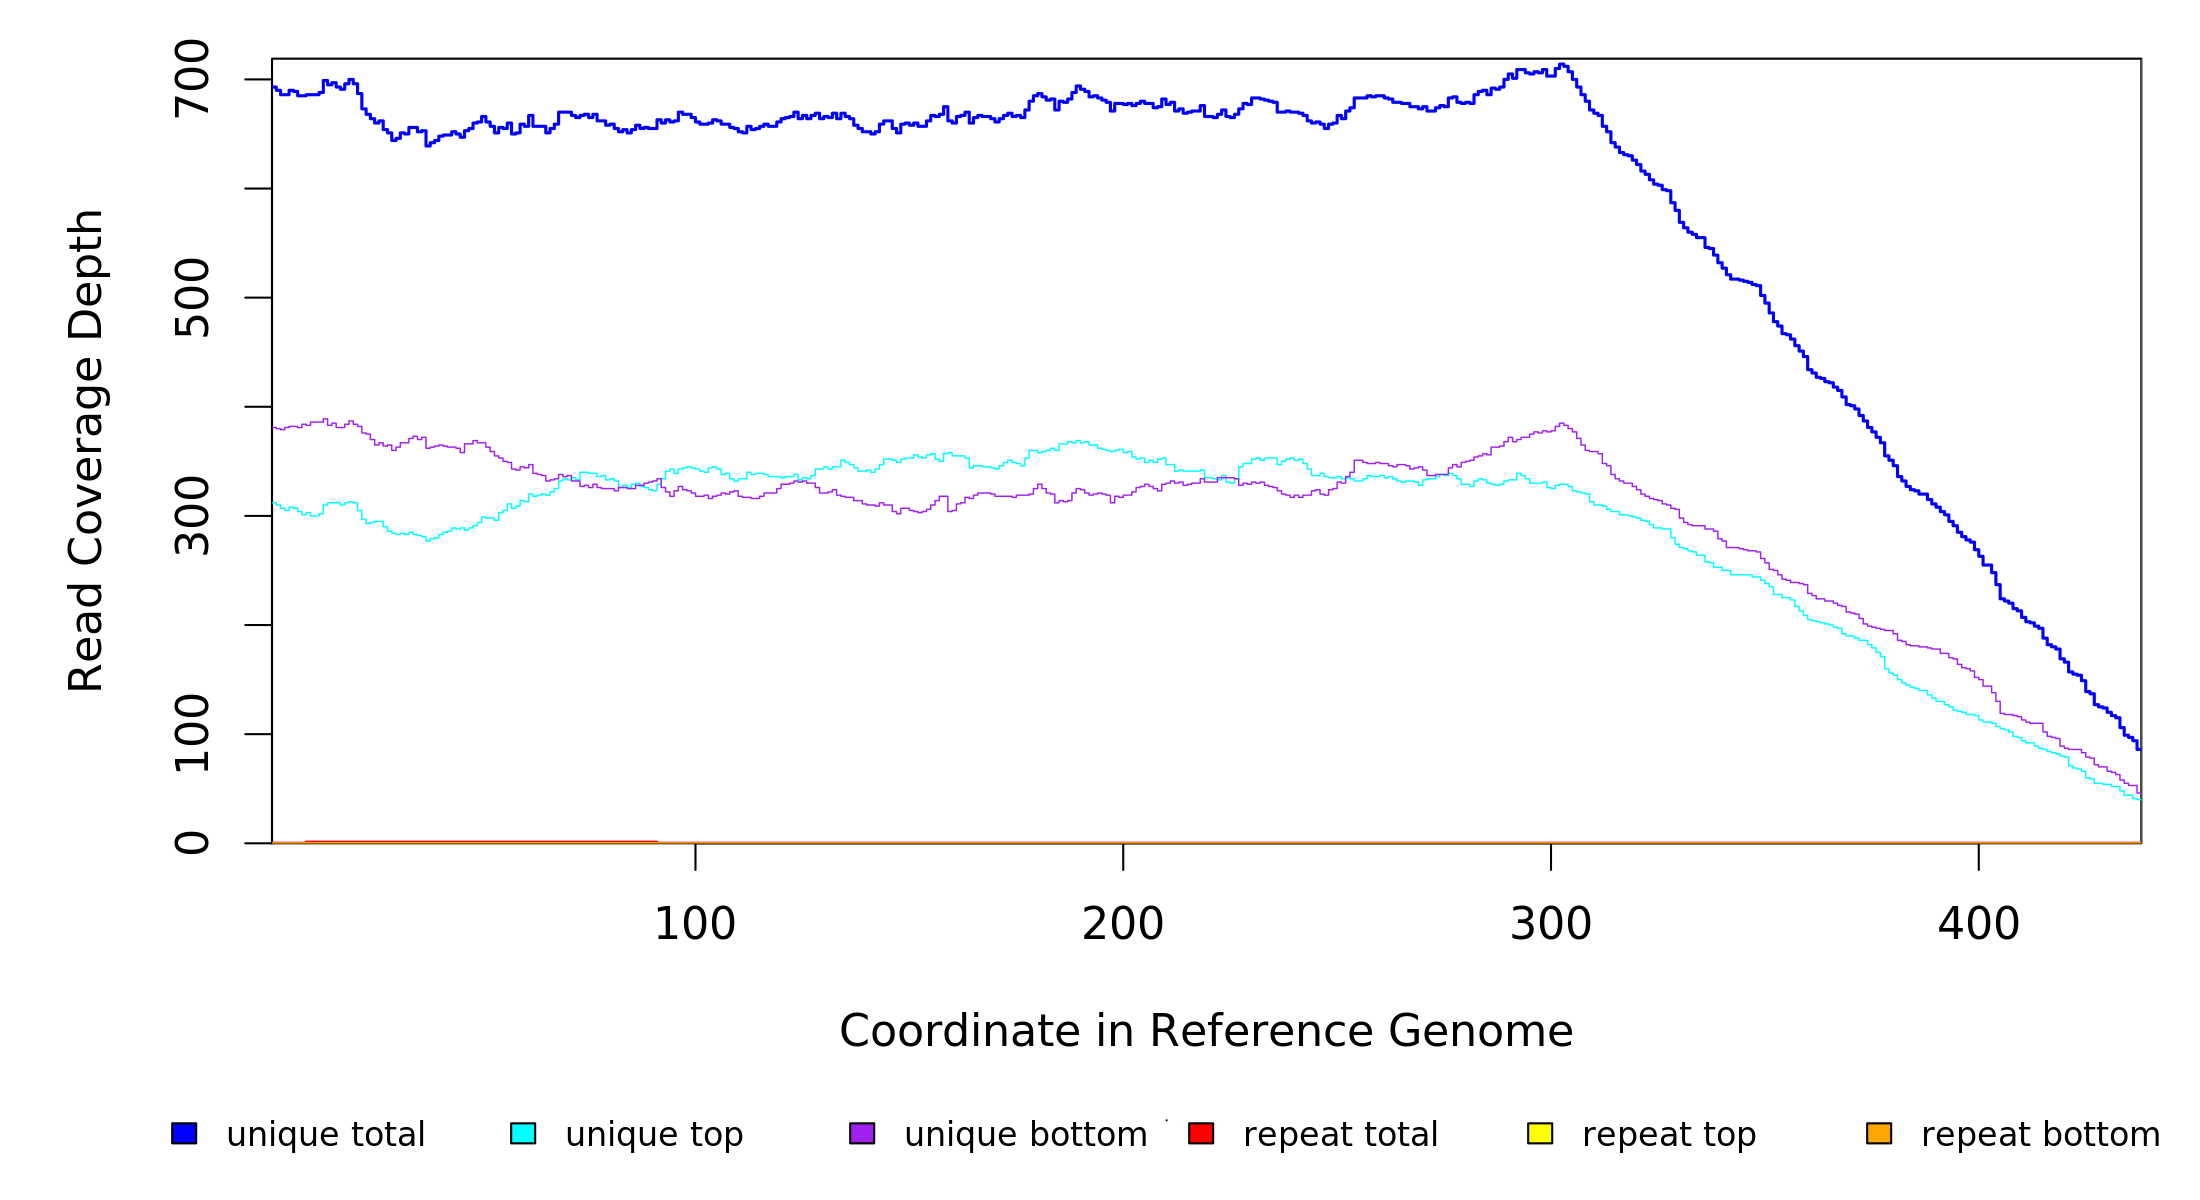 Read Coverage Depth
700
500
300
100
0
100 200 300 400
Coordinate in Reference Genome
unique total unique top unique bottom repeat total repeat top repeat bottom